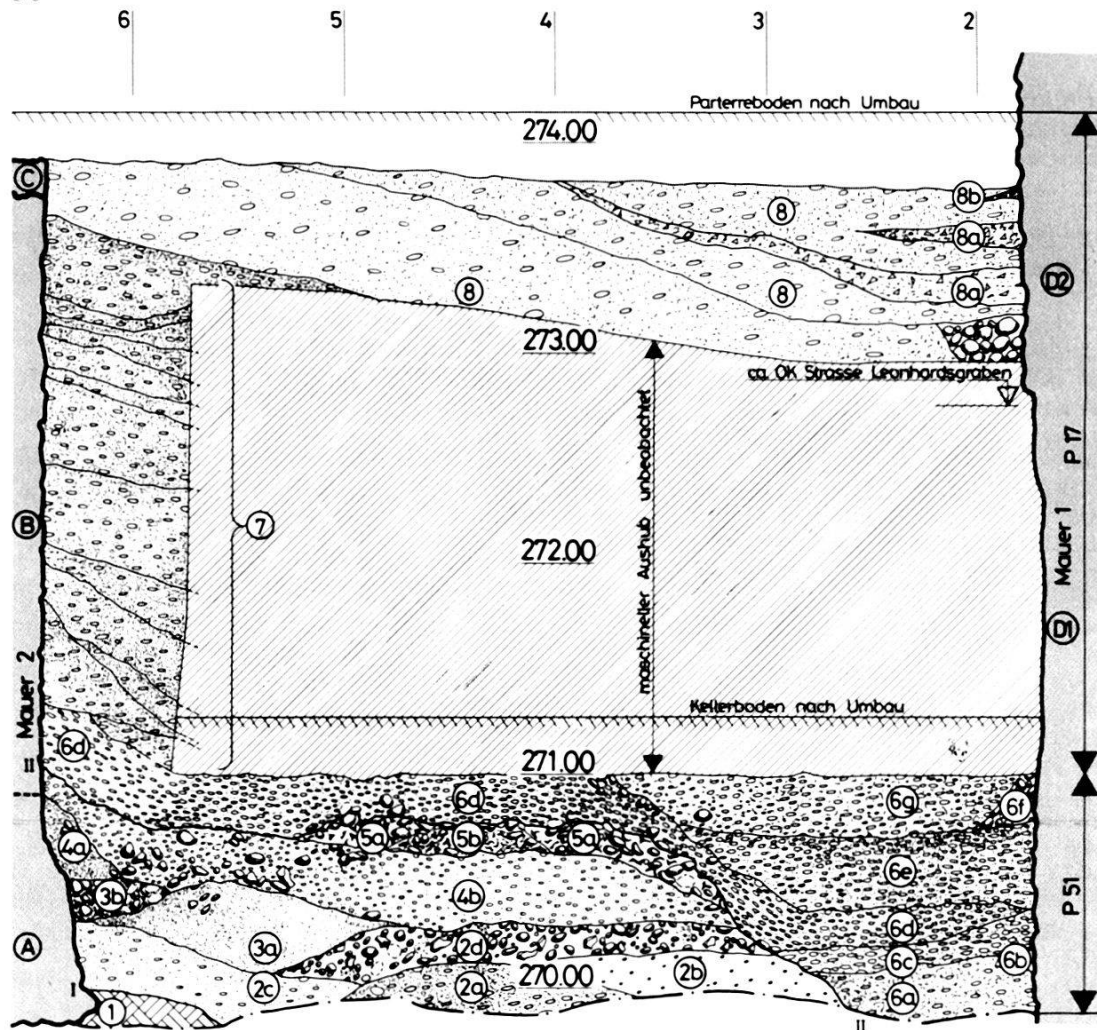 6 5 4 3 2
Parterreboden nach Umbau
274.00
C
8b
8
8a
8
8
8a
D2
273.00
ca. OK Strasse Leonhardsgraben
P 17
Mauer 1
maschineller Aushub unbeobachtet
B
7
272.00
D1
Mauer 2
Kellerboden nach Umbau
6d
II
271.00
6d
6g
6f
5a
5b
5a
4a
6e
3b
4b
P 51
6d
A
3a
2d
6c
6b
270.00
2b
I
2c
2a
6a
1
II